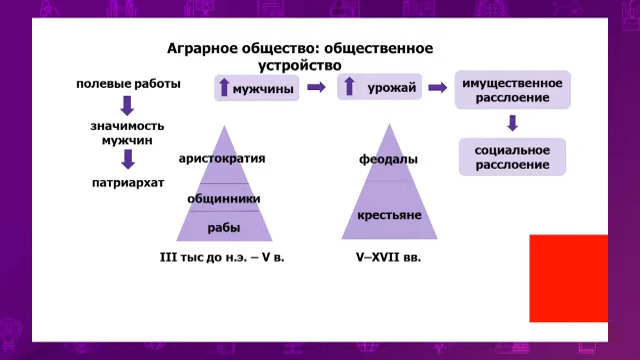 Аграрное общество: общественное
устройство
полевые работы
значимость
мужчин
патриархат
мужчины
урожай
имущественное
расслоение
социальное
расслоение
аристократия
общинники
рабы
III тыс до н.э. – V в.
феодалы
крестьяне
V–XVII вв.